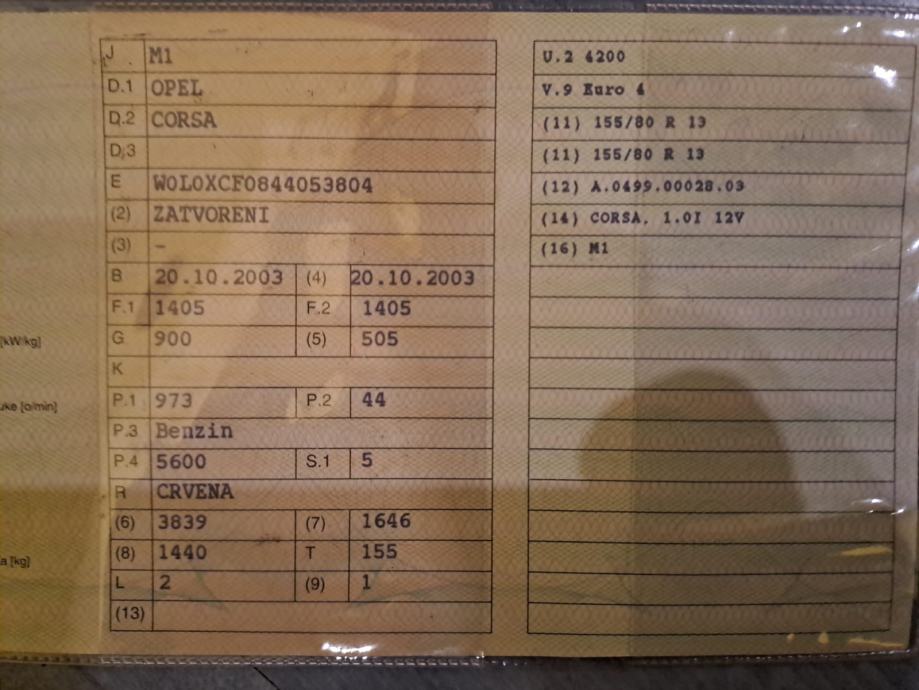 J M1
D.1 OPEL
D.2 CORSA
D.3
E W0L0XCF0844053804
(2) ZATVORENI
(3) –
B 20.10.2003 (4) 20.10.2003
F.1 1405 F.2 1405
[kW/kg] G 900 (5) 505
K
uke [o/min] P.1 973 P.2 44
P.3 Benzin
P.4 5600 S.1 5
R CRVENA
(6) 3839 (7) 1646
a [kg] (8) 1440 T 155
L 2 (9) 1
(13)
U.2 4200
V.9 Euro 4
(11) 155/80 R 13
(11) 155/80 R 13
(12) A.0499.00028.03
(14) CORSA, 1.0I 12V
(16) M1